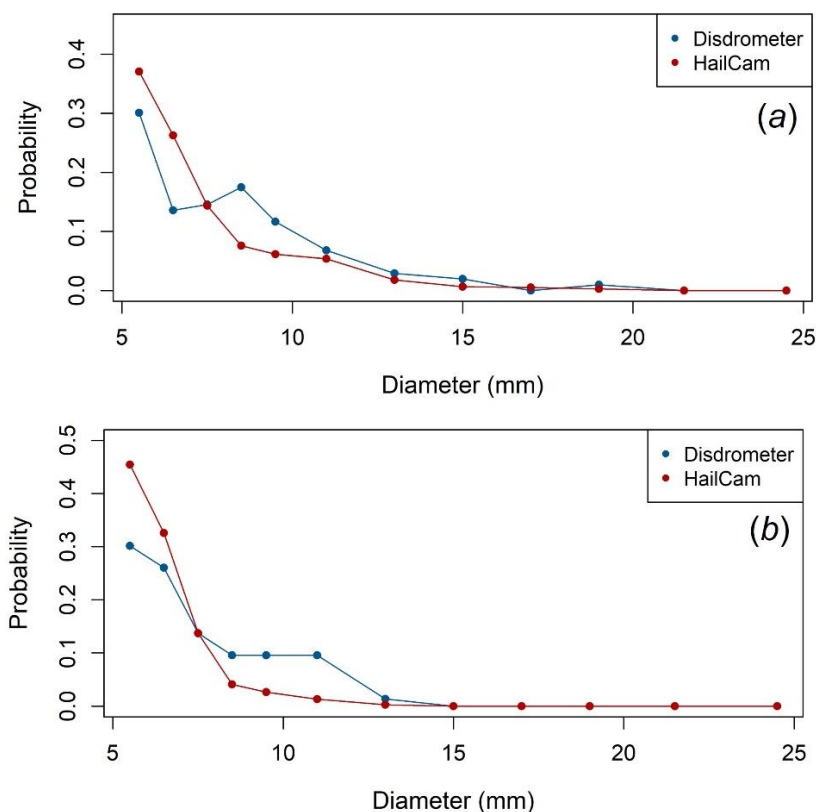 Disdrometer
HailCam
(a)
Probability
0.4
0.3
0.2
0.1
0.0
5 10 15 20 25
Diameter (mm)
Disdrometer
HailCam
(b)
Probability
0.5
0.4
0.3
0.2
0.1
0.0
5 10 15 20 25
Diameter (mm)